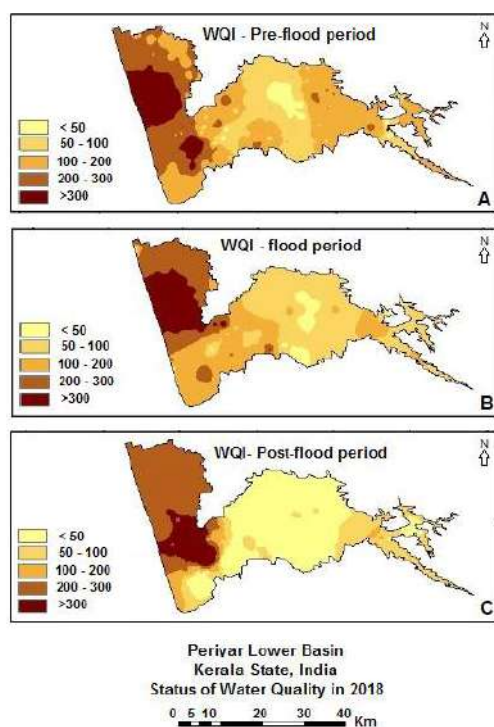 WQI - Pre-flood period
N
< 50
50 - 100
100 - 200
200 - 300
>300
A
WQI - flood period
N
< 50
50 - 100
100 - 200
200 - 300
>300
B
WQI- Post-flood period
N
< 50
50 - 100
100 - 200
200 - 300
>300
C
Periyar Lower Basin
Kerala State, India
Status of Water Quality in 2018
0 5 10 20 30 40 Km